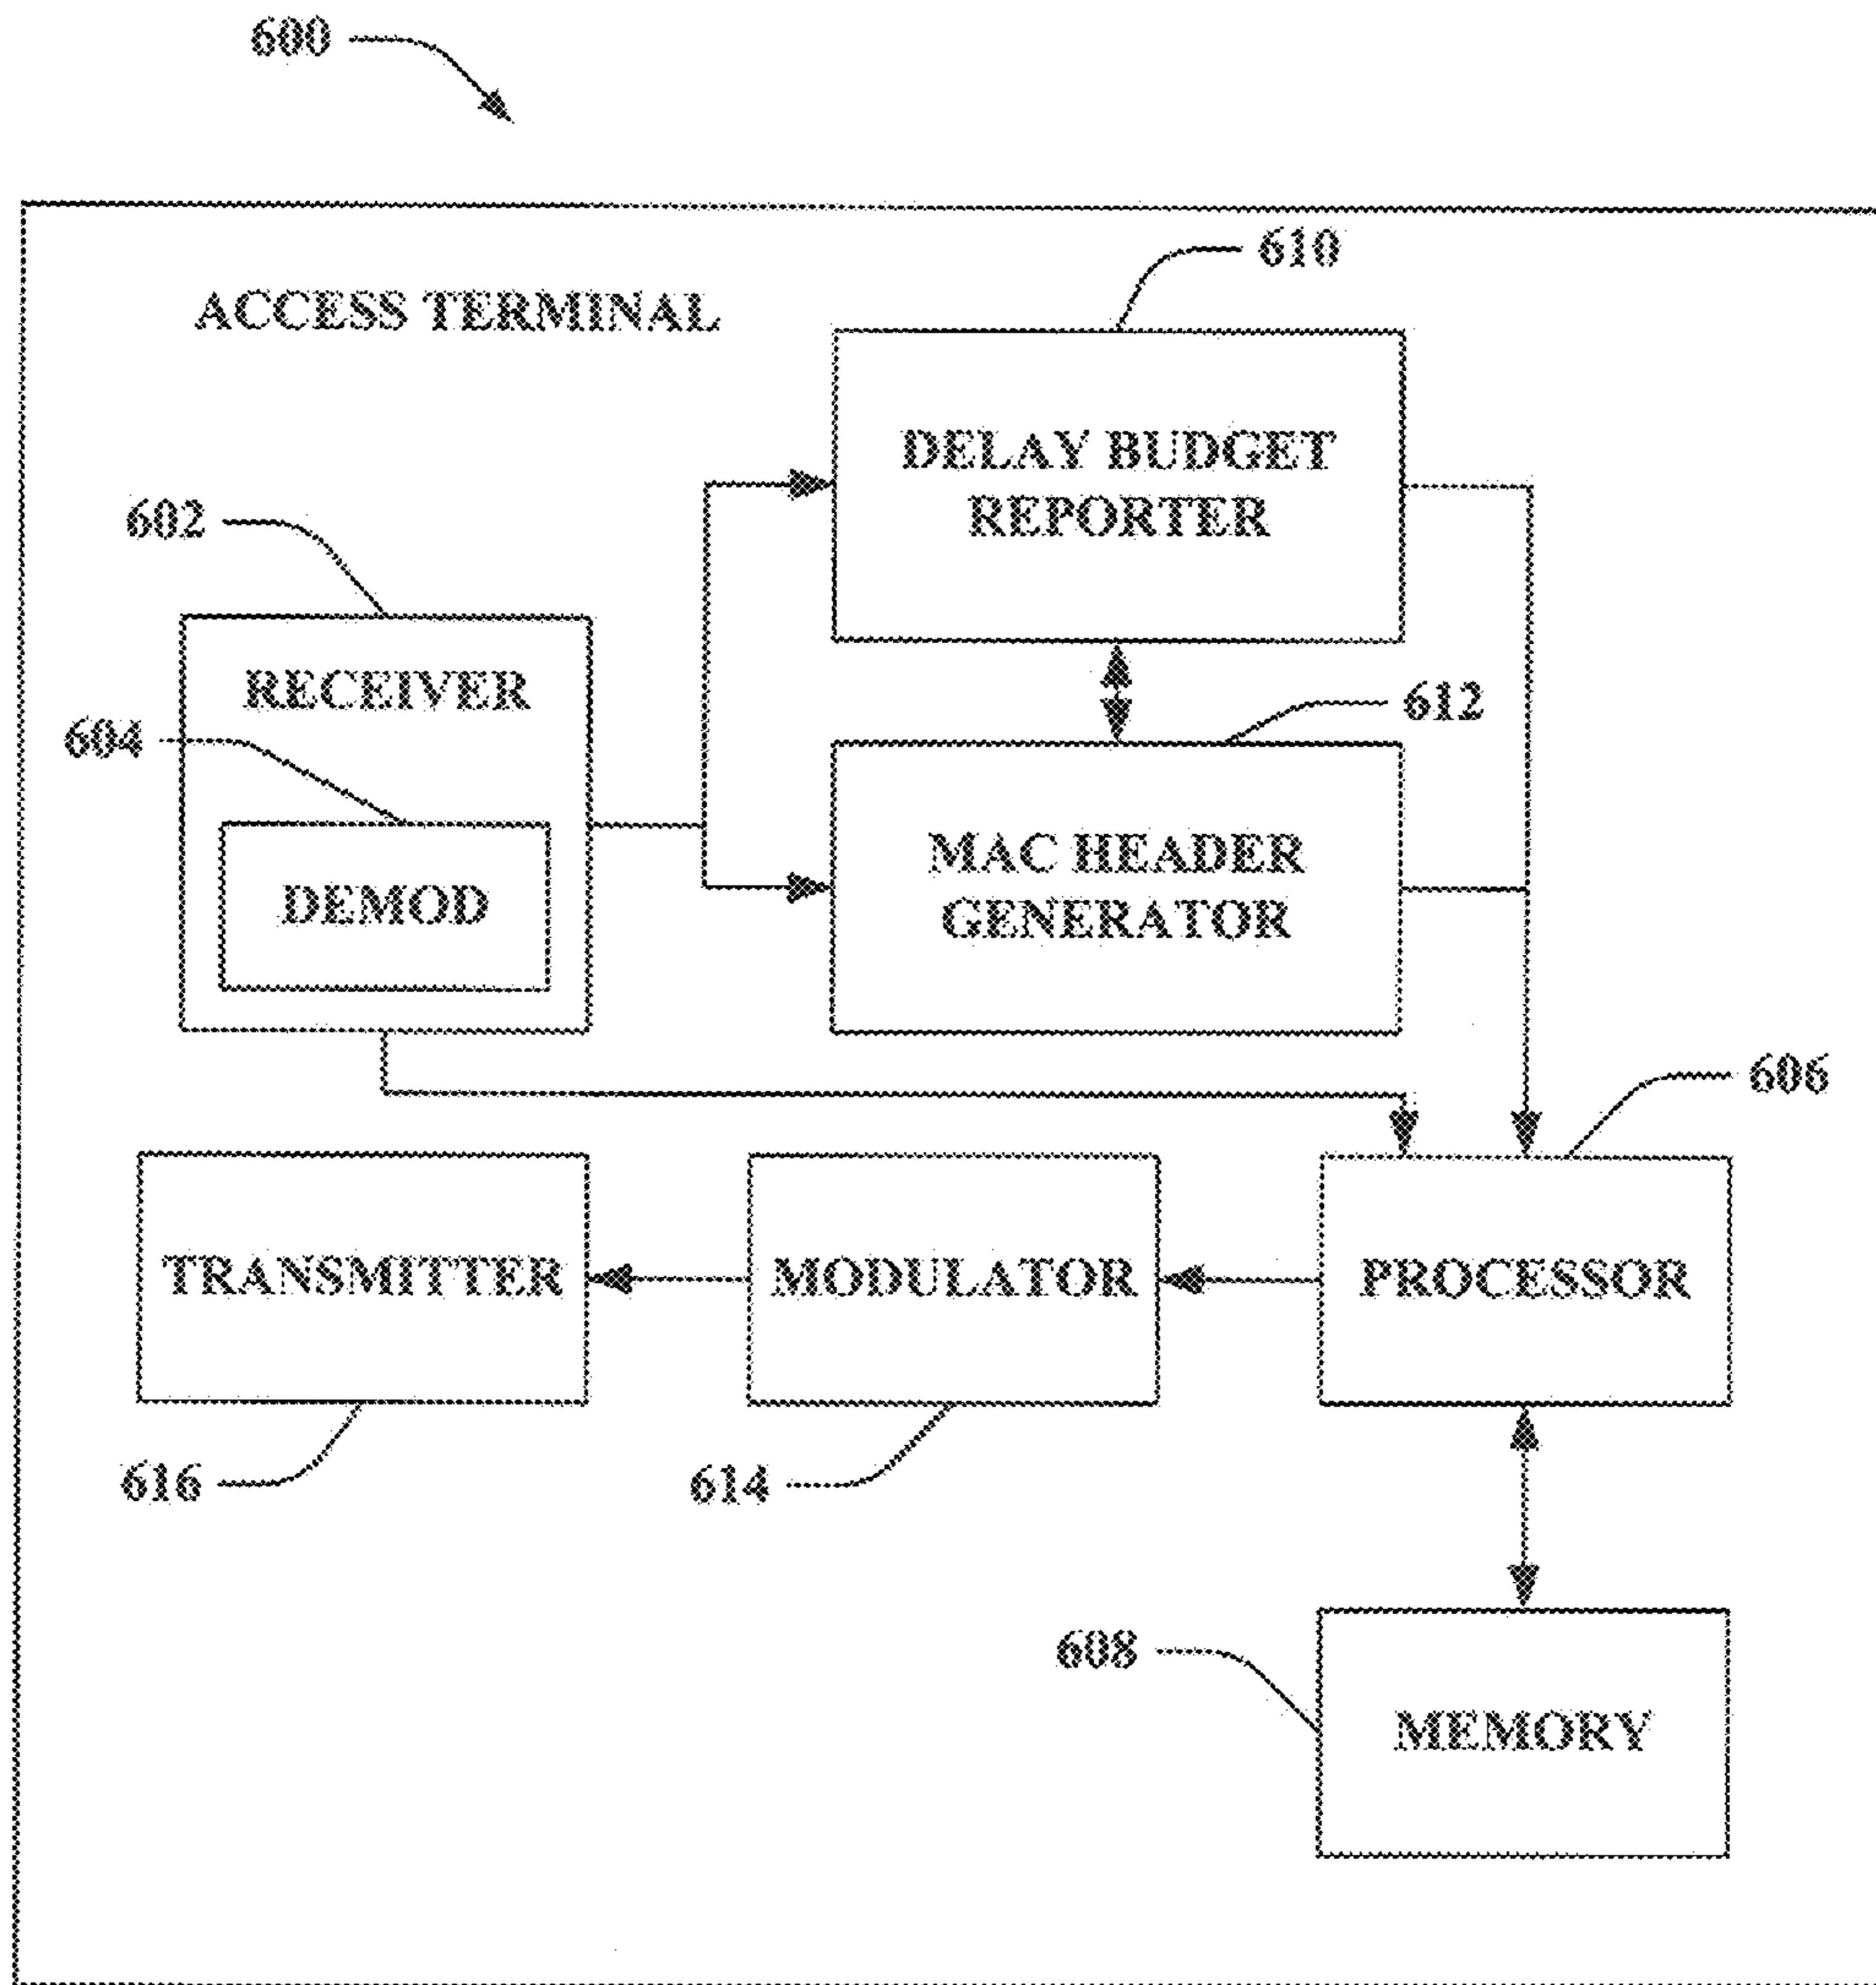 600
610
ACCESS TERMINAL
DELAY BUDGET
REPORTER
602
612
RECEIVER
604
MAC HEADER
GENERATOR
DEMOD
606
TRANSMITTER
MODULATOR
PROCESSOR
616
614
608
MEMORY